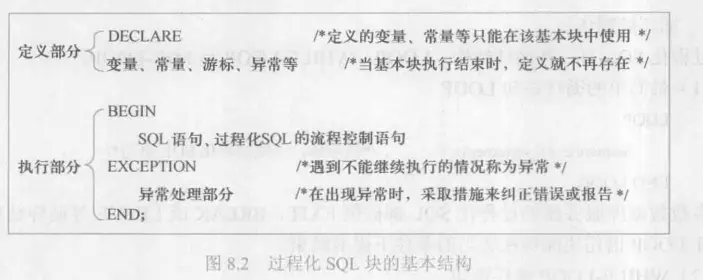 定义部分
DECLARE /*定义的变量、常量等只能在该基本块中使用 */
变量、常量、游标、异常等 /*当基本块执行结束时，定义就不再存在 */
执行部分
BEGIN
SQL 语句、过程化SQL 的流程控制语句
EXCEPTION /*遇到不能继续执行的情况称为异常 */
异常处理部分 /*在出现异常时，采取措施来纠正错误或报告 */
END;
图 8.2 过程化 SQL 块的基本结构